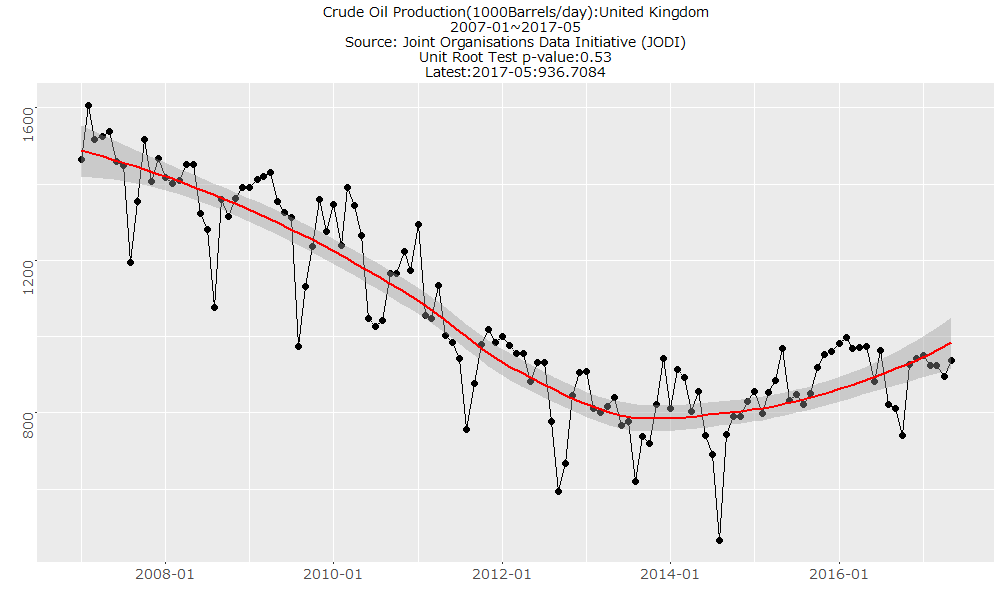 Crude Oil Production(1000Barrels/day):United Kingdom
2007-01~2017-05
Source: Joint Organisations Data Initiative (JODI)
Unit Root Test p-value:0.53
Latest:2017-05:936.7084
1600
1200
800
2008-01 2010-01 2012-01 2014-01 2016-01